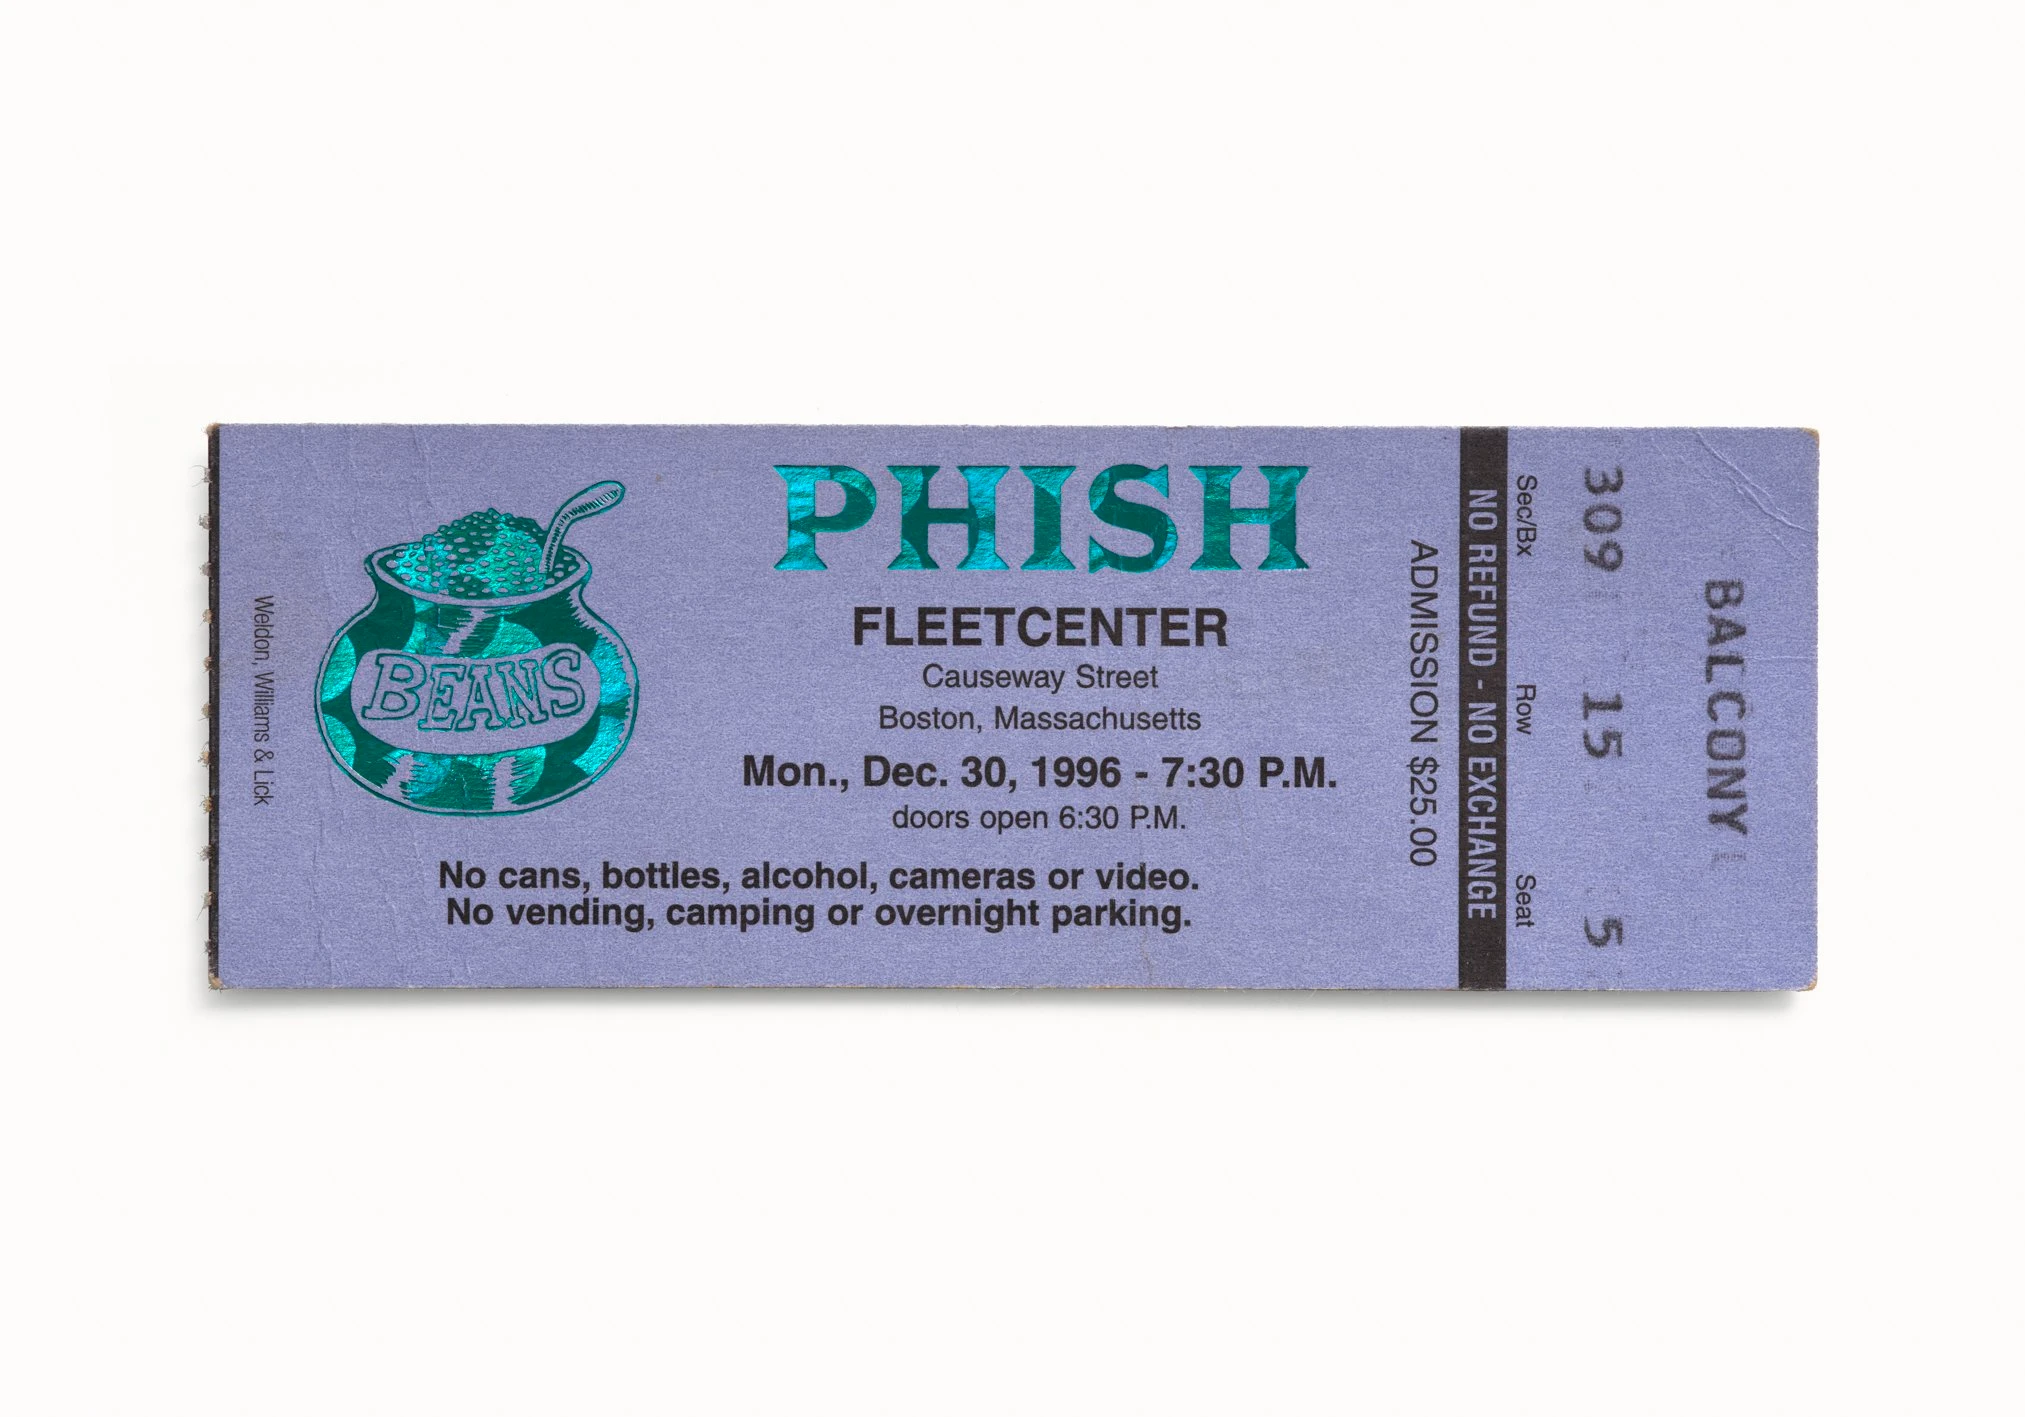 Weldon, Williams & Lick
BEANS
PHISH
FLEETCENTER
Causeway Street
Boston, Massachusetts
Mon., Dec. 30, 1996 - 7:30 P.M.
doors open 6:30 P.M.
No cans, bottles, alcohol, cameras or video.
No vending, camping or overnight parking.
ADMISSION $25.00
NO REFUND - NO EXCHANGE
Sec/Bx Row Seat
309 15 5
BALCONY